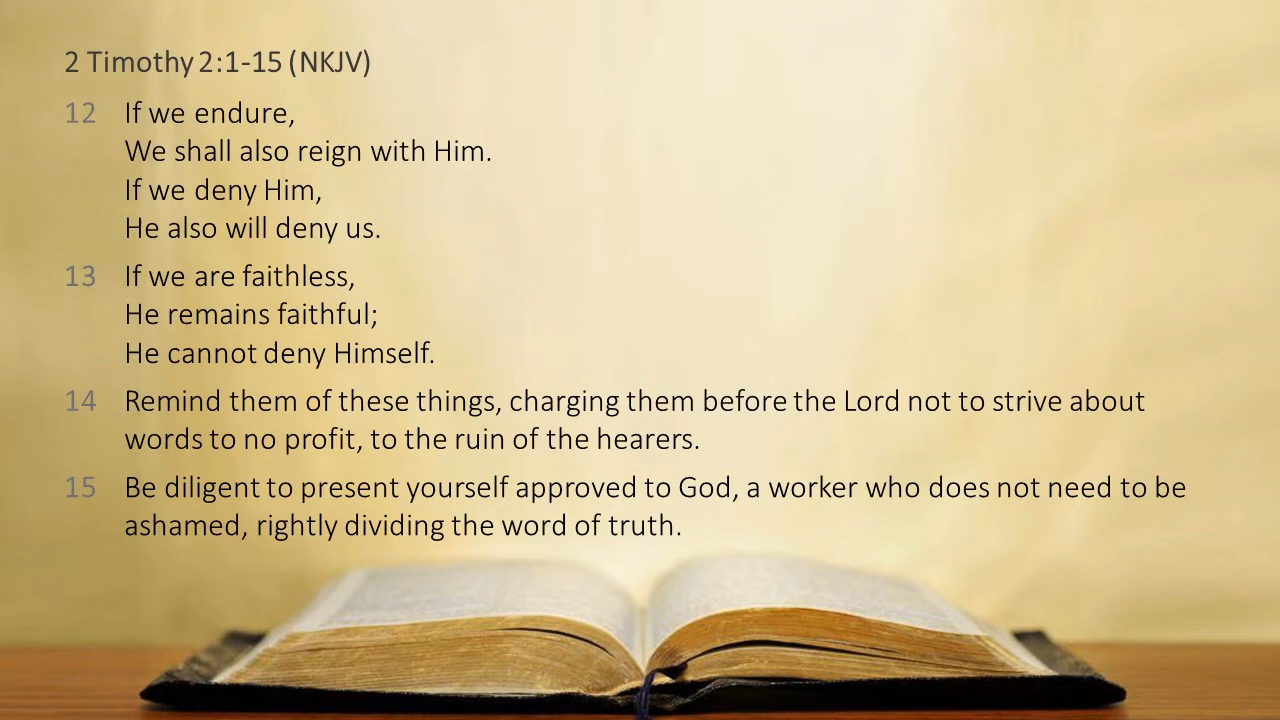 2 Timothy 2:1-15 (NKJV)
12 If we endure,
We shall also reign with Him.
If we deny Him,
He also will deny us.
13 If we are faithless,
He remains faithful;
He cannot deny Himself.
14 Remind them of these things, charging them before the Lord not to strive about
words to no profit, to the ruin of the hearers.
15 Be diligent to present yourself approved to God, a worker who does not need to be
ashamed, rightly dividing the word of truth.